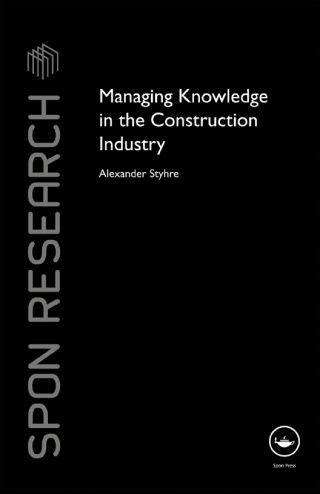 Managing Knowledge
in the Construction
Industry
Alexander Styhre
SPON RESEARCH
Spon Press